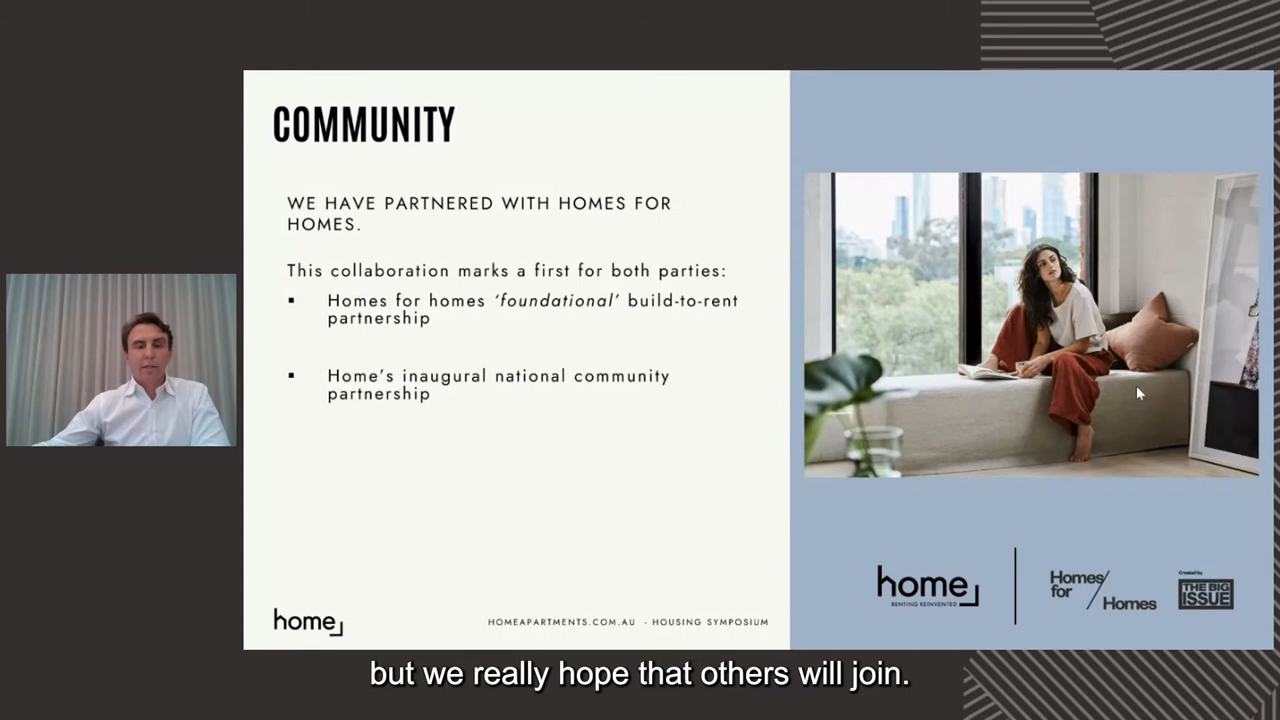 COMMUNITY
WE HAVE PARTNERED WITH HOMES FOR
HOMES.
This collaboration marks a first for both parties:
▪ Homes for homes ‘foundational’ build-to-rent
partnership
▪ Home’s inaugural national community
partnership
home
HOMEAPARTMENTS.COM.AU - HOUSING SYMPOSIUM
home
RENTING REINVENTED
Homes/
for / Homes
Created by
THE BIG
ISSUE
but we really hope that others will join.